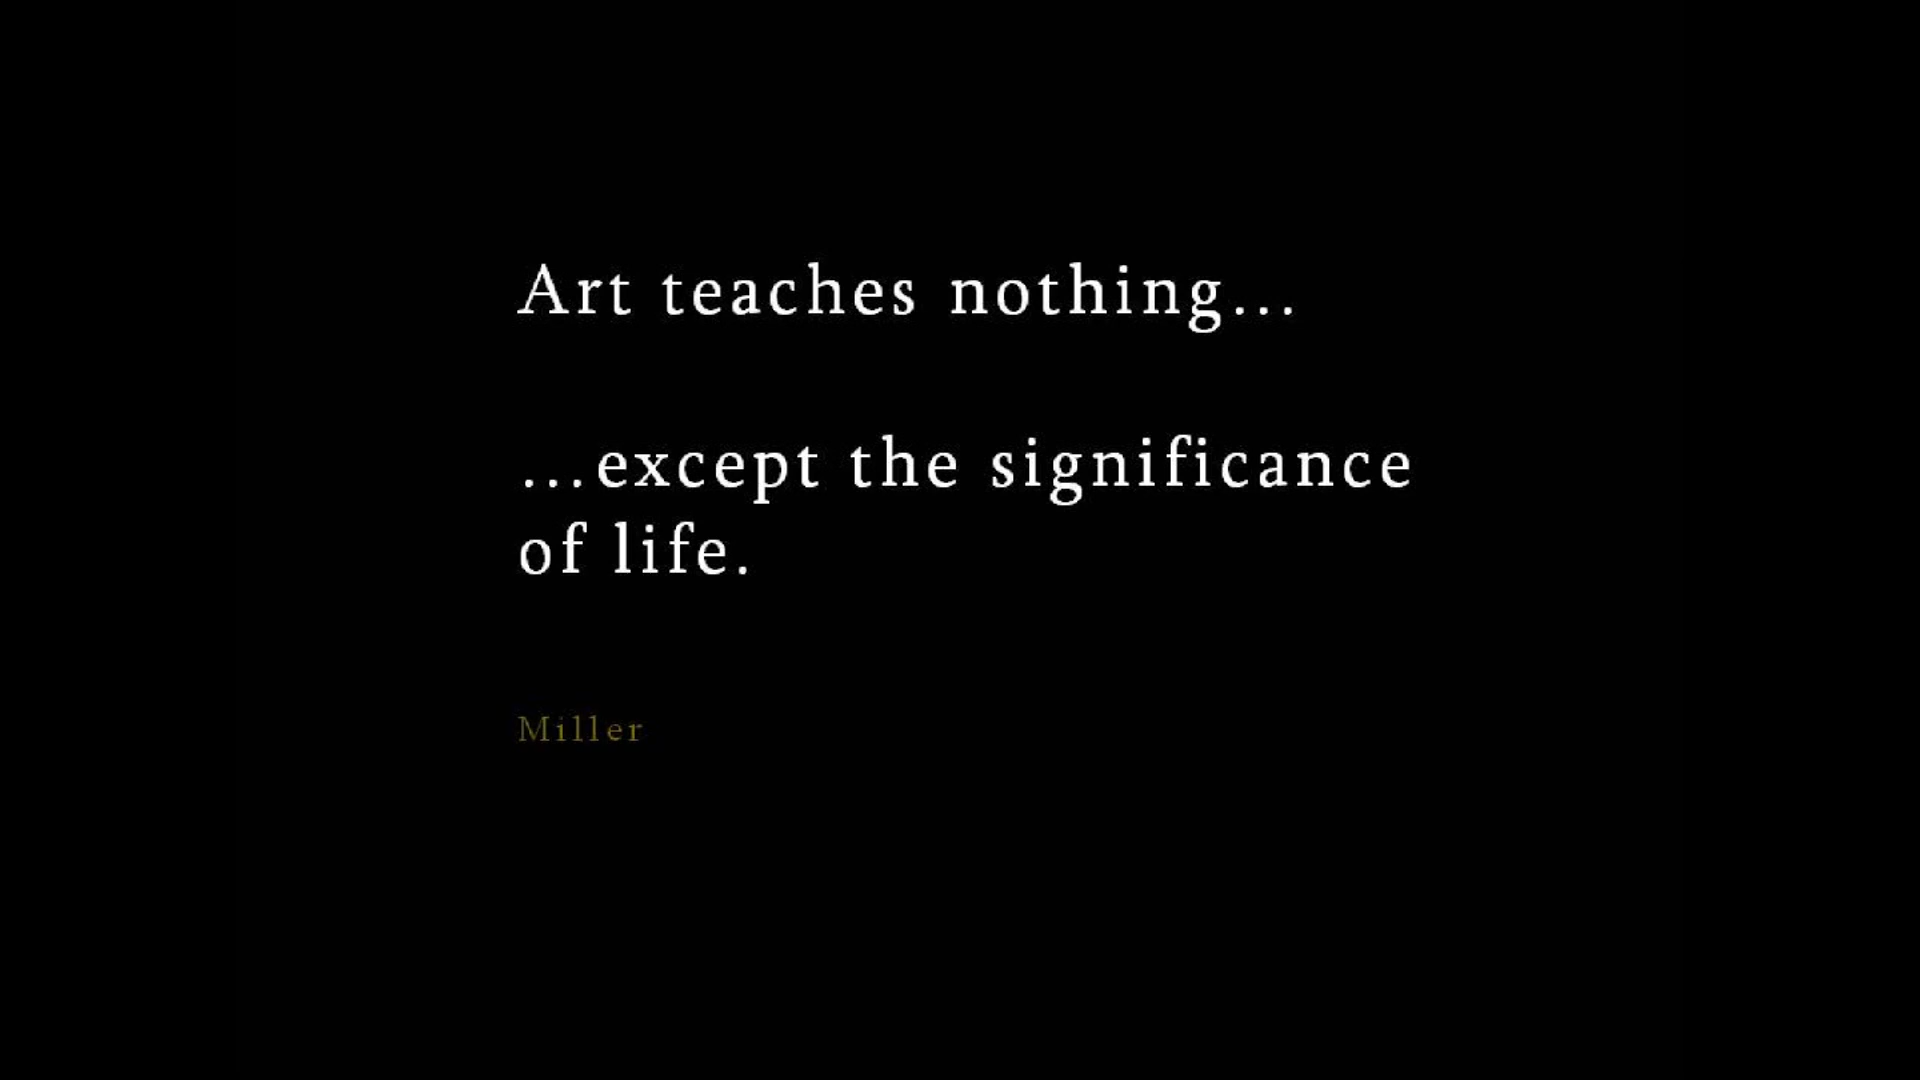 Art teaches nothing...
...except the significance
of life.
Miller